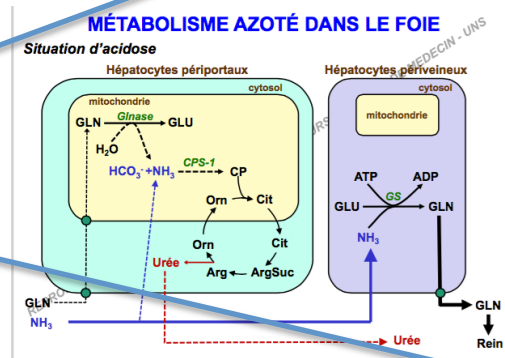 MÉTABOLISME AZOTÉ DANS LE FOIE
Situation d'acidose
Hépatocytes périportaux
Hépatocytes périveineux
cytosol
cytosol
mitochondrie
mitochondrie
GLN
Glnase
GLU
H₂O
HCO₃⁻+NH₃
CPS-1
CP
Orn
Cit
Orn
Cit
Urée
Arg
ArgSuc
ATP
ADP
GLU
GS
GLN
NH₃
GLN
NH₃
GLN
Urée
Rein
MEDECIN - UNS